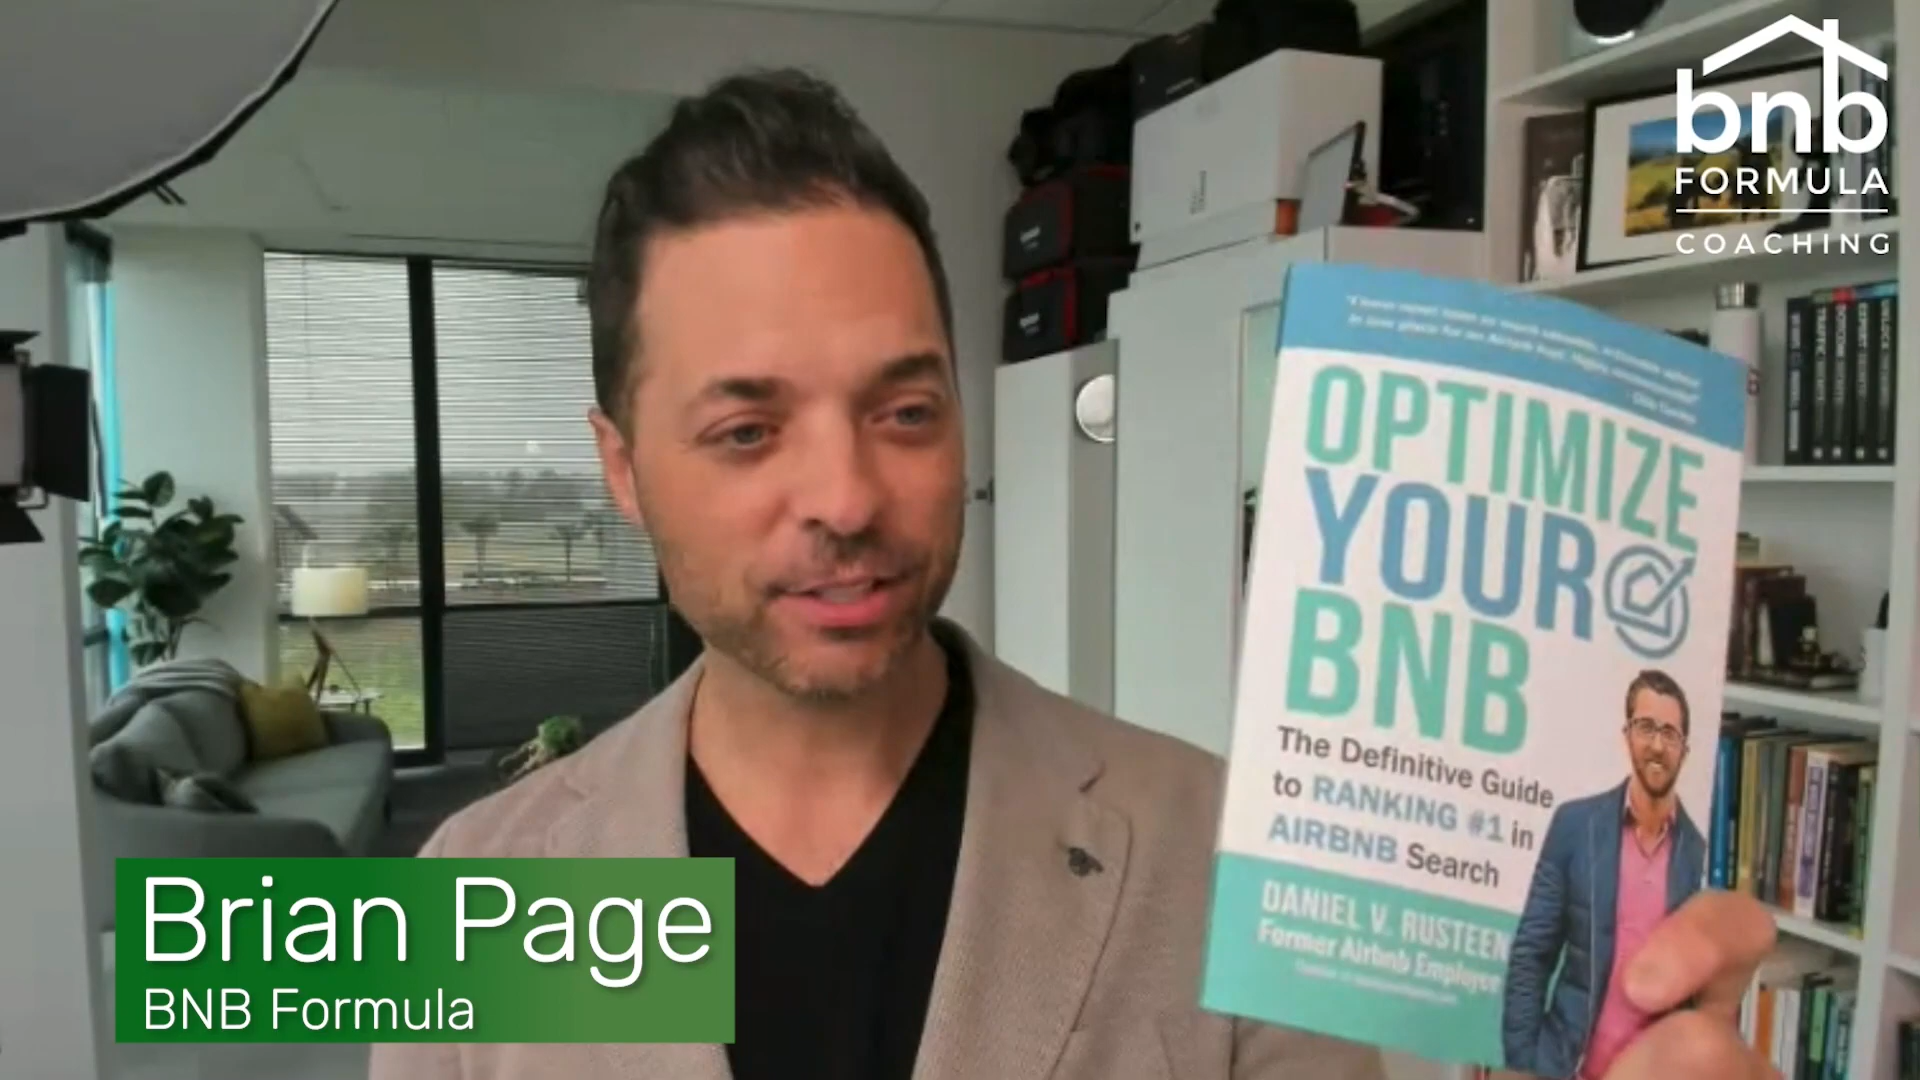 bnb
FORMULA
COACHING
OPTIMIZE
YOUR
BNB
The Definitive Guide
to RANKING #1 in
AIRBNB Search
DANIEL V. RUSTEEN
Former Airbnb Employee
Brian Page
BNB Formula